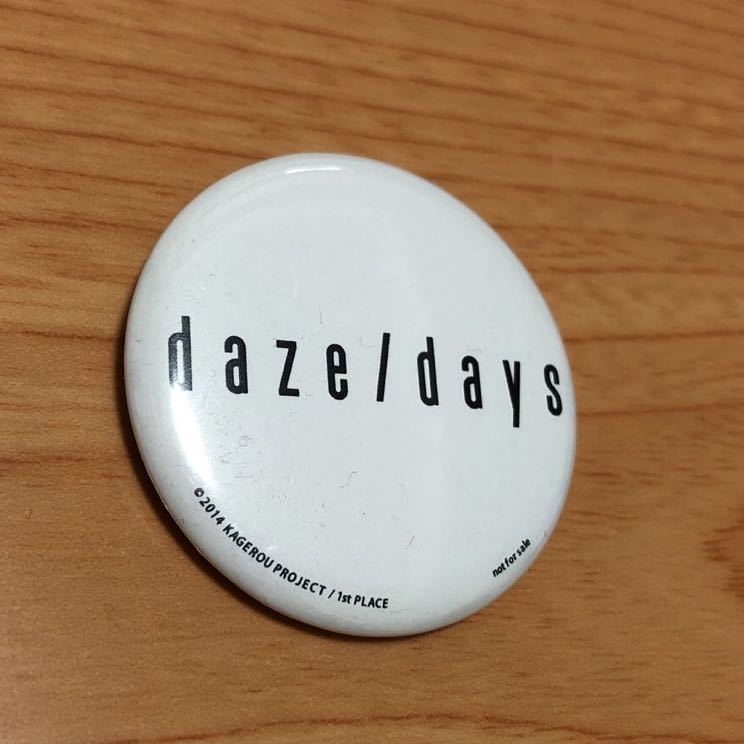 daze/days
©2014 KAGEROU PROJECT / 1st PLACE
not for sale